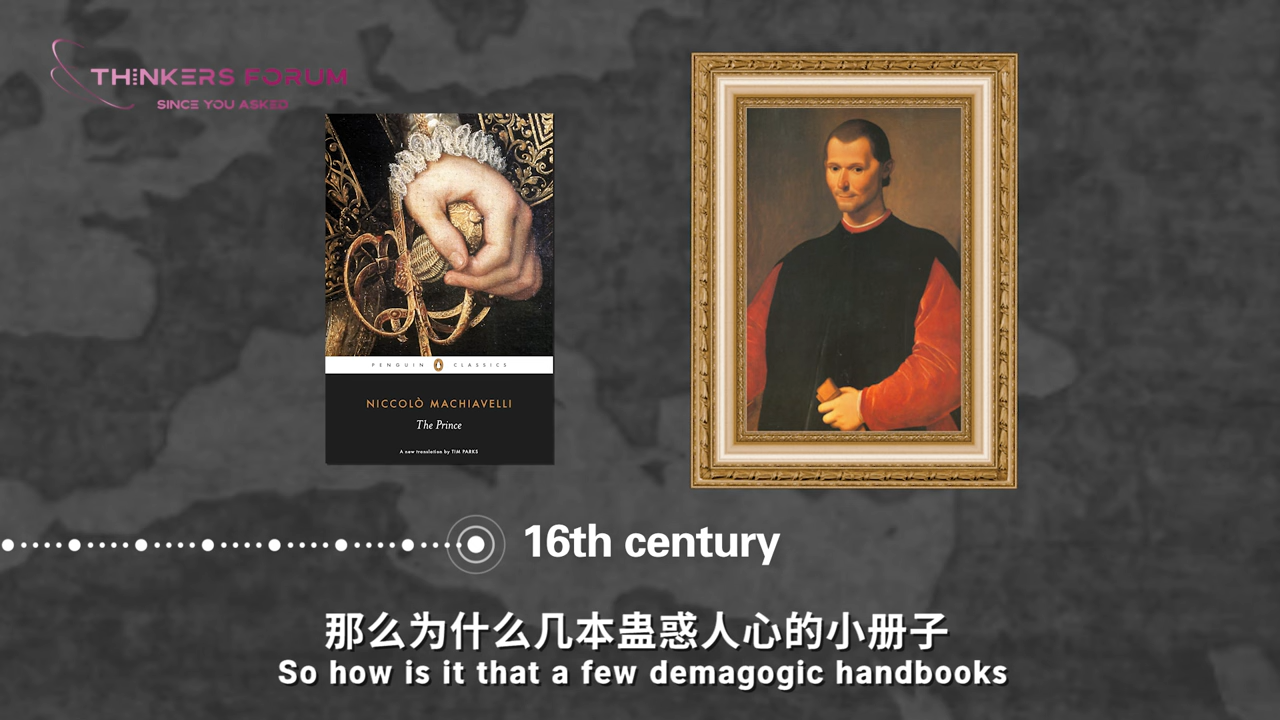 THINKERS FORUM
SINCE YOU ASKED
PENGUIN CLASSICS
NICCOLÒ MACHIAVELLI
The Prince
A new translation by TIM PARKS
16th century
那么为什么几本蛊惑人心的小册子
So how is it that a few demagogic handbooks